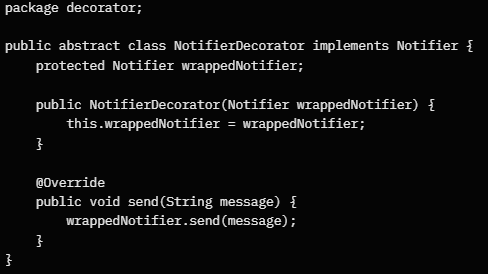 package decorator;
public abstract class NotifierDecorator implements Notifier {
protected Notifier wrappedNotifier;
public NotifierDecorator(Notifier wrappedNotifier) {
this.wrappedNotifier = wrappedNotifier;
}
@Override
public void send(String message) {
wrappedNotifier.send(message);
}
}